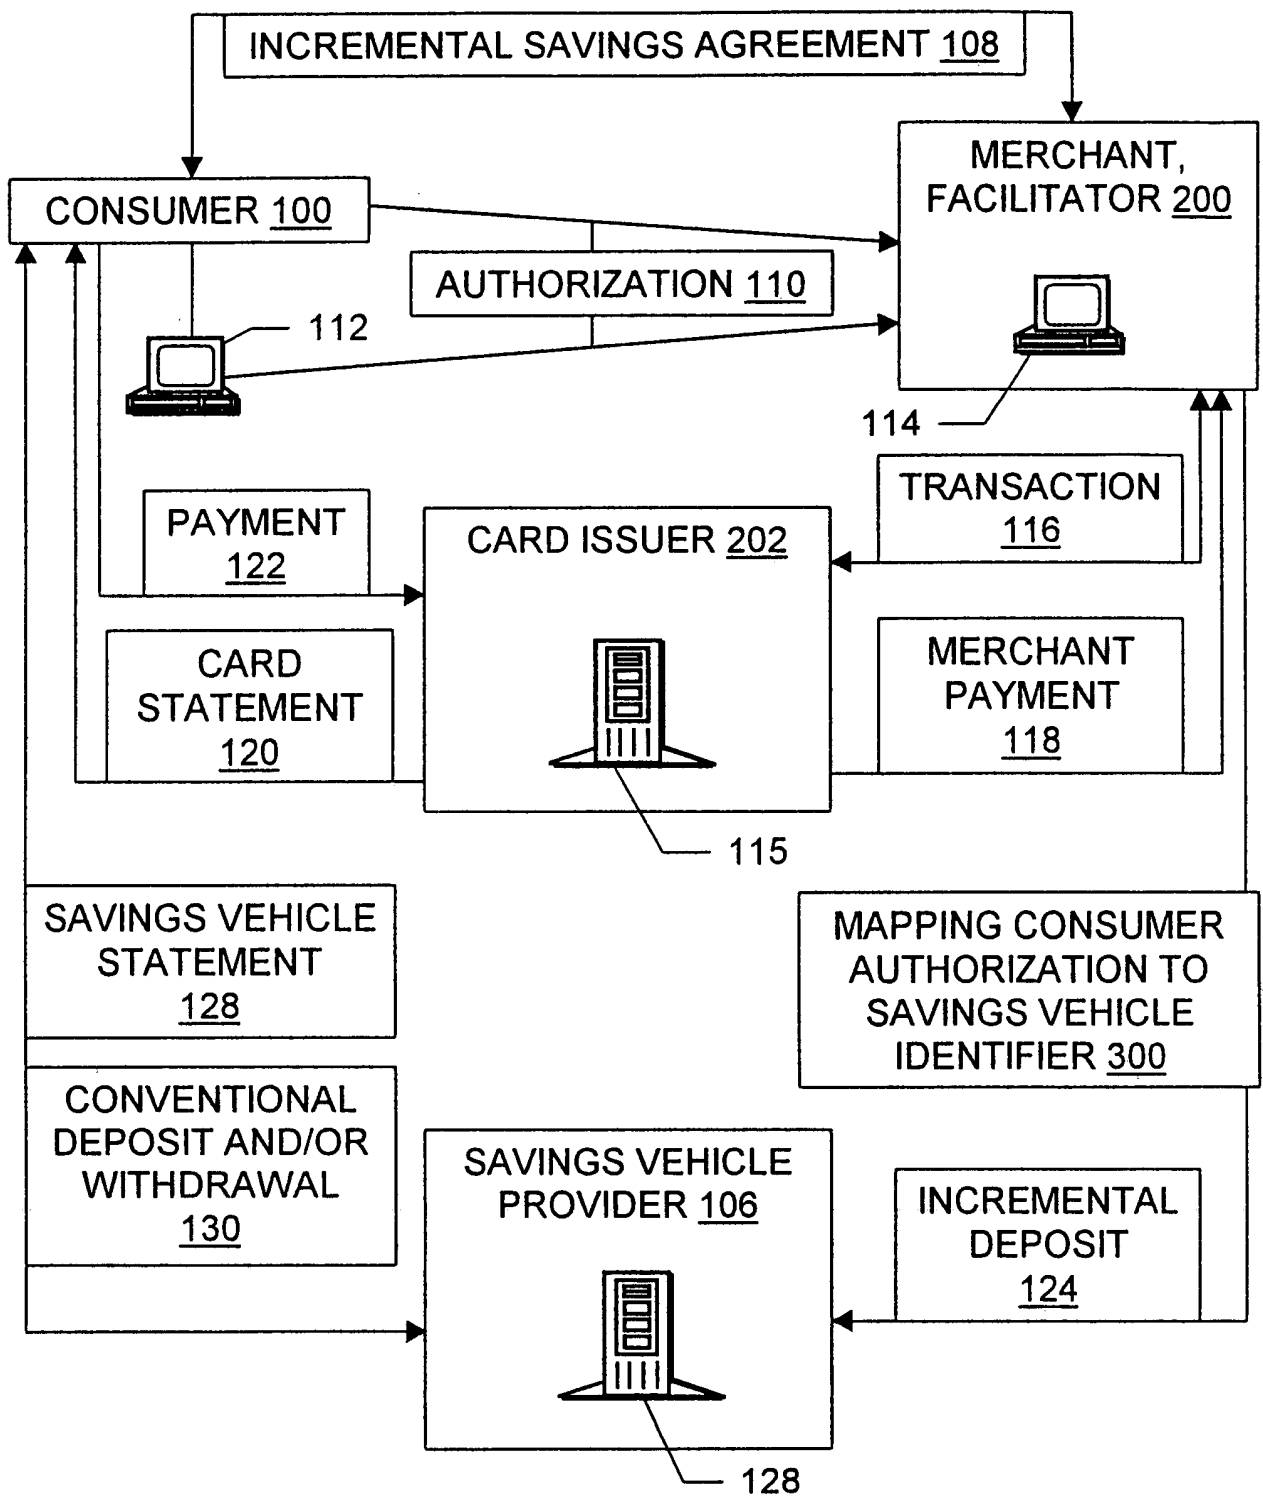 INCREMENTAL SAVINGS AGREEMENT 108
MERCHANT,
FACILITATOR 200
CONSUMER 100
AUTHORIZATION 110
112
114
TRANSACTION
116
PAYMENT
122
CARD ISSUER 202
CARD
STATEMENT
120
MERCHANT
PAYMENT
118
115
SAVINGS VEHICLE
STATEMENT
128
MAPPING CONSUMER
AUTHORIZATION TO
SAVINGS VEHICLE
IDENTIFIER 300
CONVENTIONAL
DEPOSIT AND/OR
WITHDRAWAL
130
SAVINGS VEHICLE
PROVIDER 106
INCREMENTAL
DEPOSIT
124
128